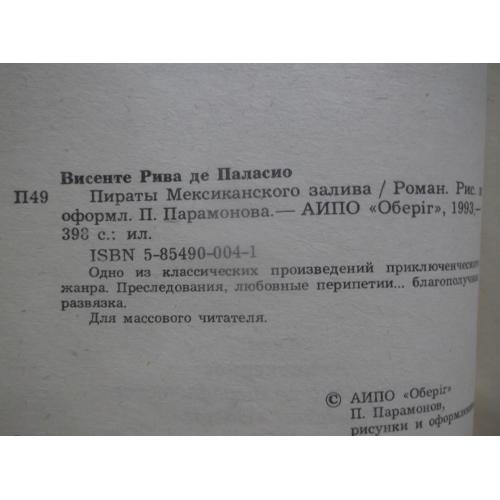 Висенте Рива де Паласио
П49 Пираты Мексиканского залива / Роман. Рис. и
оформл. П. Парамонова.— АИПО «Оберіг», 1993.—
398 с.: ил.
ISBN 5-85490-004-1
Одно из классических произведений приключенческого
жанра. Преследования, любовные перипетии... благополучная
развязка.
Для массового читателя.
© АИПО «Оберіг»
П. Парамонов,
рисунки и оформление